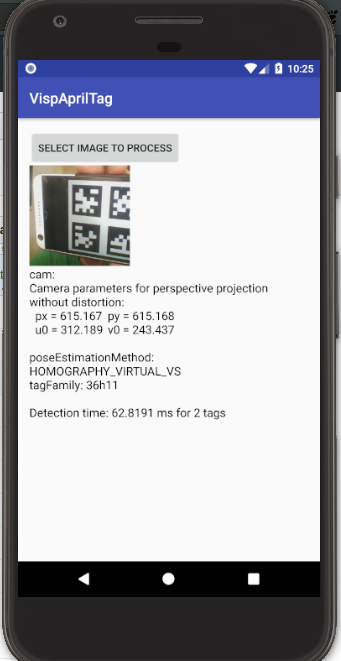 10:25
VispAprilTag
SELECT IMAGE TO PROCESS
cam:
Camera parameters for perspective projection
without distortion:
px = 615.167 py = 615.168
u0 = 312.189 v0 = 243.437
poseEstimationMethod:
HOMOGRAPHY_VIRTUAL_VS
tagFamily: 36h11
Detection time: 62.8191 ms for 2 tags